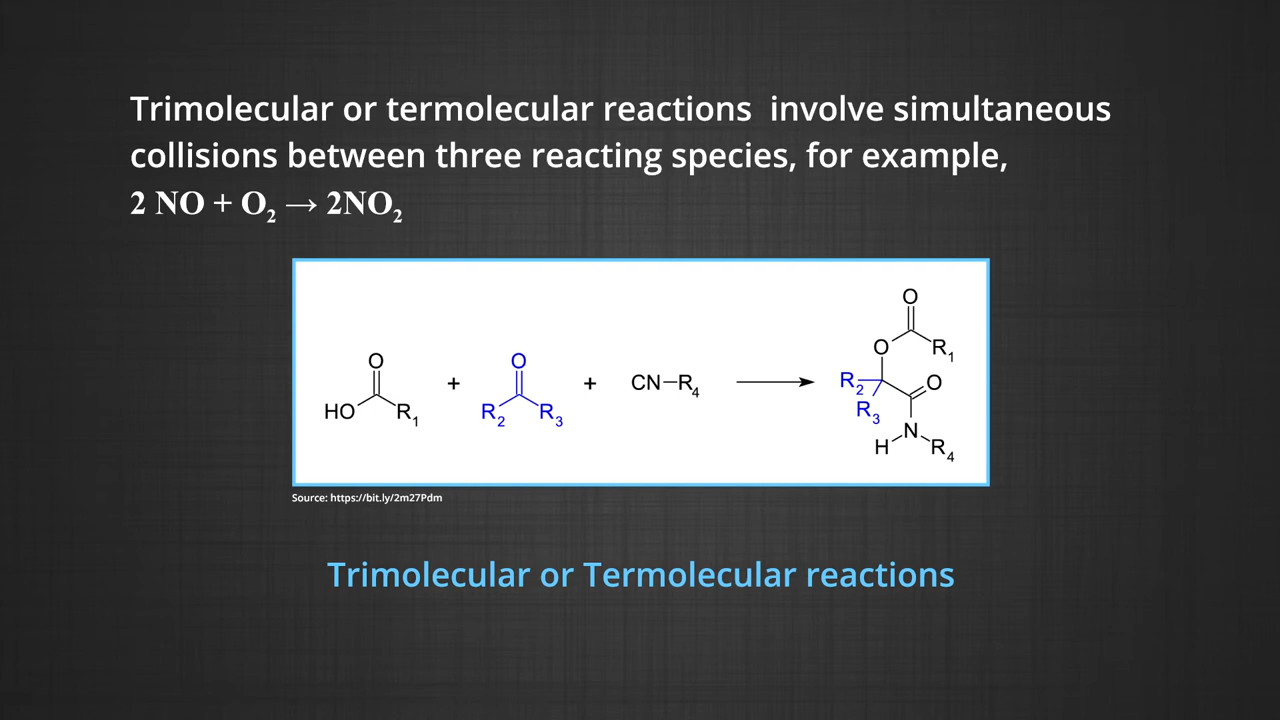 Trimolecular or termolecular reactions  involve simultaneous
collisions between three reacting species, for example,
2 NO + O₂ → 2NO₂
O
HO R₁ + O
R₂ R₃ + CN–R₄ → O
O R₁
R₂ O
R₃
N
H R₄
Source: https://bit.ly/2m27Pdm
Trimolecular or Termolecular reactions